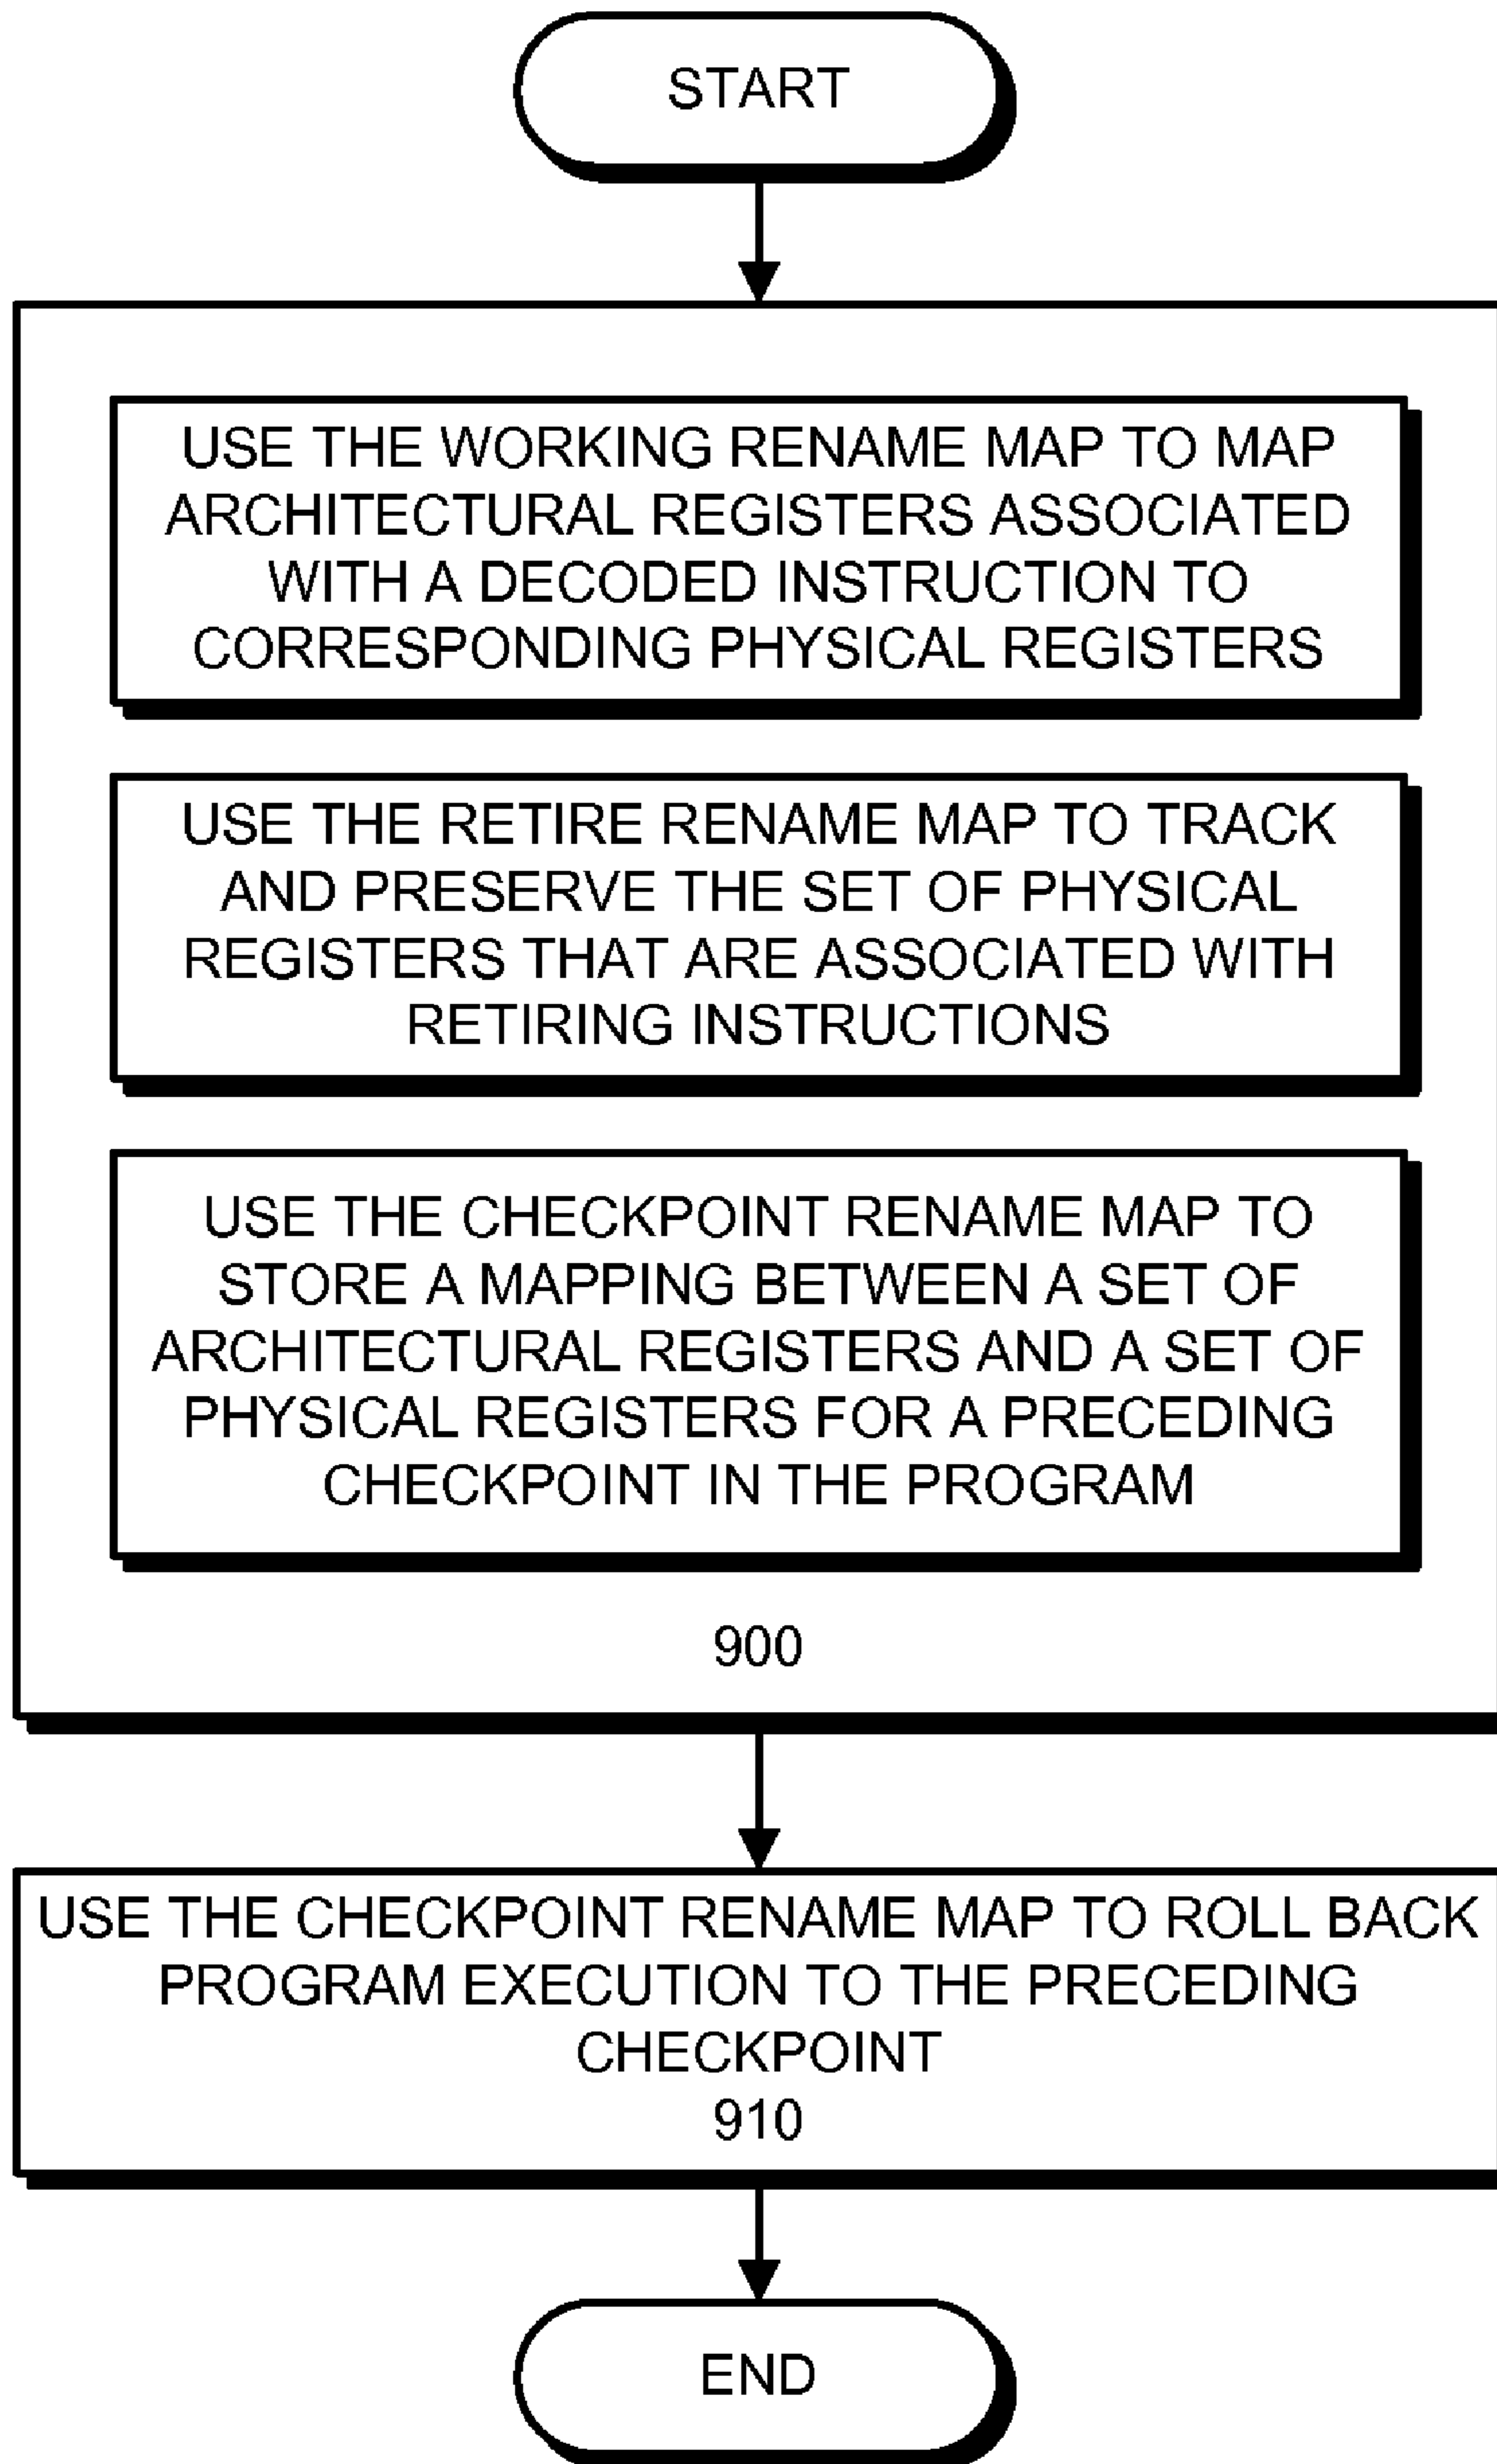 START
USE THE WORKING RENAME MAP TO MAP
ARCHITECTURAL REGISTERS ASSOCIATED
WITH A DECODED INSTRUCTION TO
CORRESPONDING PHYSICAL REGISTERS
USE THE RETIRE RENAME MAP TO TRACK
AND PRESERVE THE SET OF PHYSICAL
REGISTERS THAT ARE ASSOCIATED WITH
RETIRING INSTRUCTIONS
USE THE CHECKPOINT RENAME MAP TO
STORE A MAPPING BETWEEN A SET OF
ARCHITECTURAL REGISTERS AND A SET OF
PHYSICAL REGISTERS FOR A PRECEDING
CHECKPOINT IN THE PROGRAM
900
USE THE CHECKPOINT RENAME MAP TO ROLL BACK
PROGRAM EXECUTION TO THE PRECEDING
CHECKPOINT
910
END